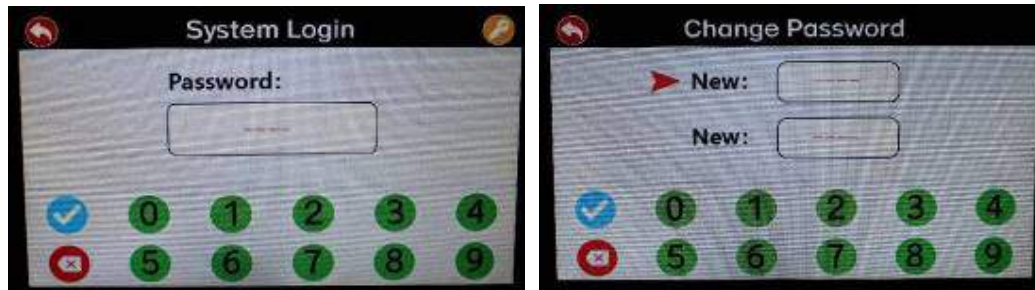 System Login
Password:
----
0 1 2 3 4
5 6 7 8 9
Change Password
New: ----
New: ----
0 1 2 3 4
5 6 7 8 9